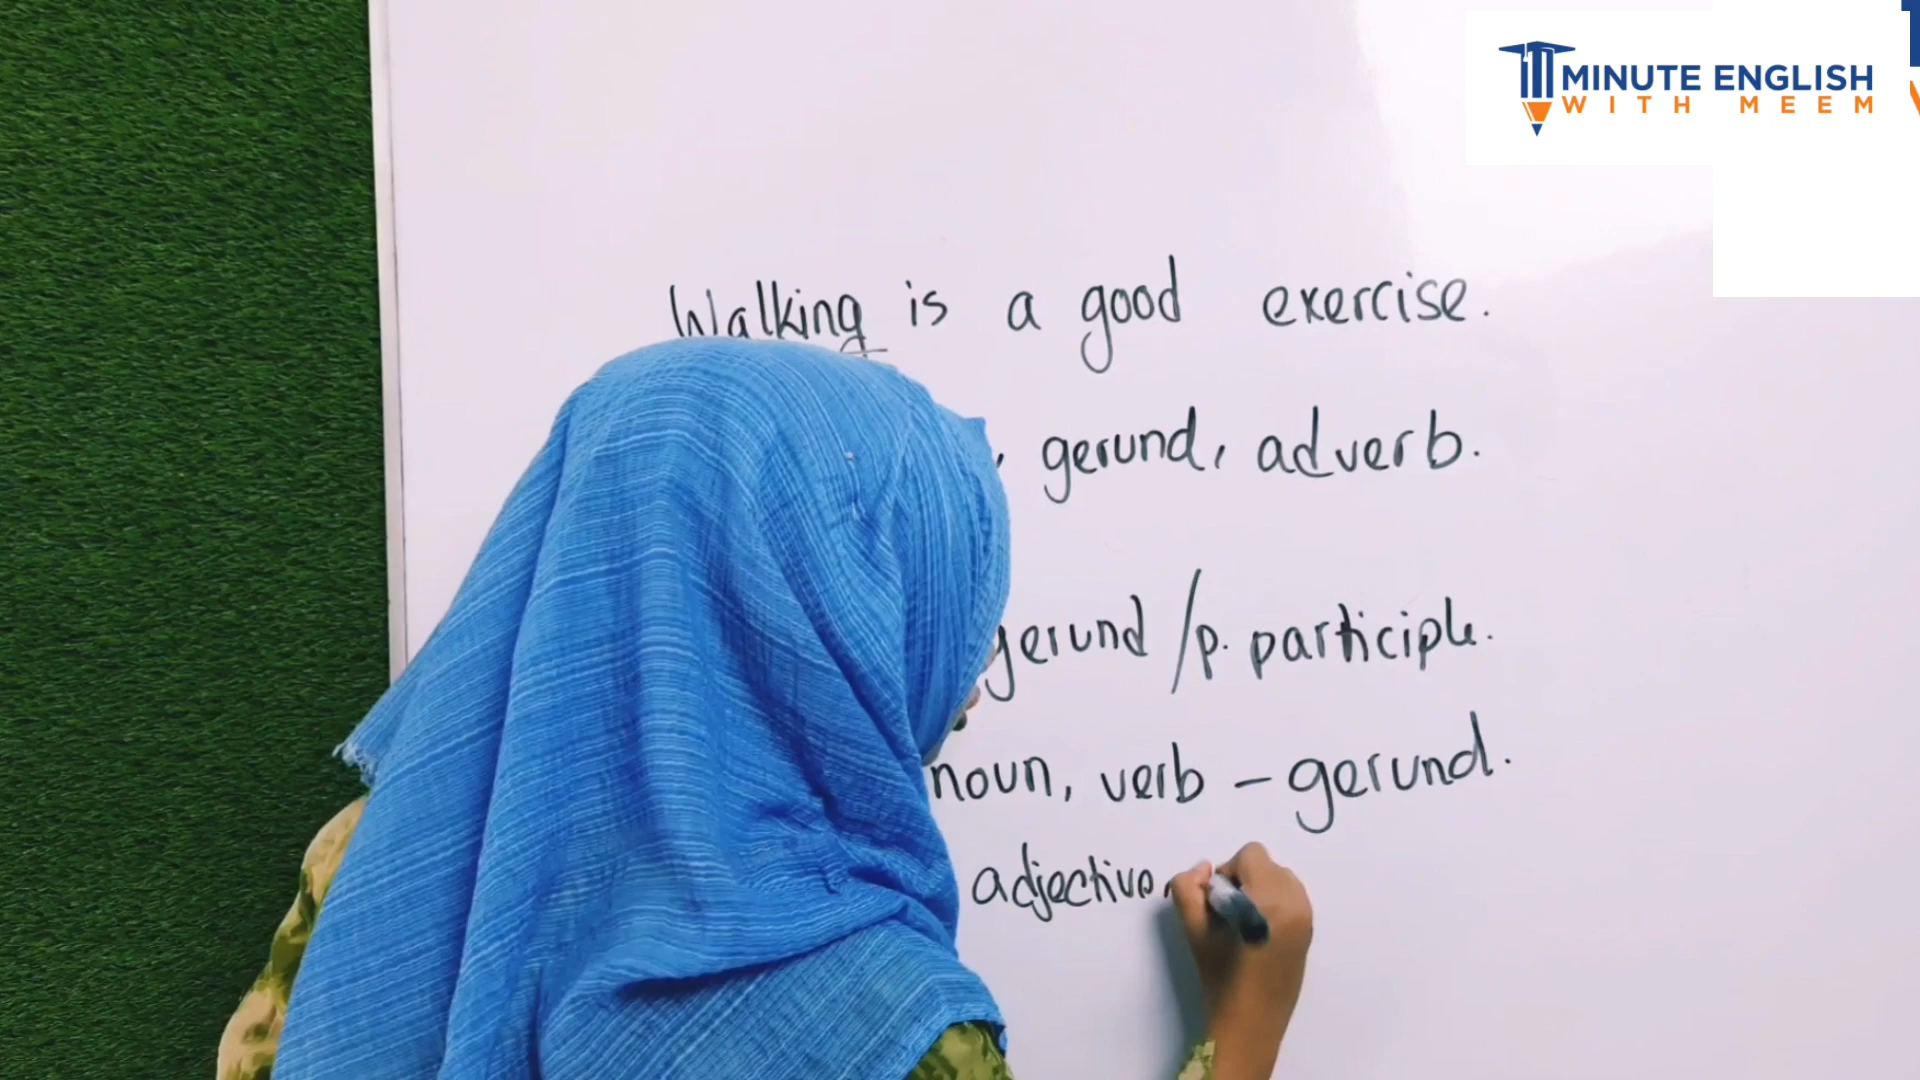 MINUTE ENGLISH
WITH MEEM
Walking is a good exercise.
, gerund, adverb.
gerund /p. participle.
noun, verb - gerund.
adjective